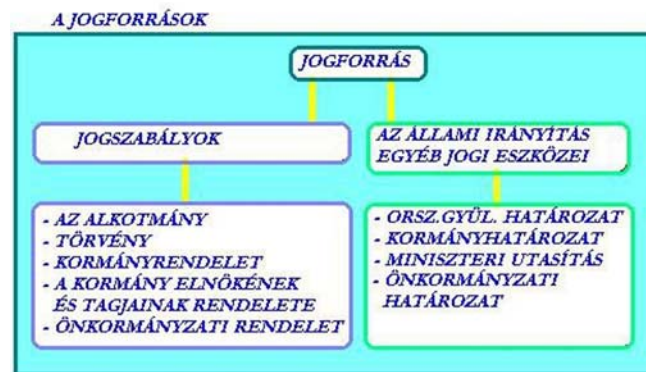 A JOGFORRÁSOK
JOGFORRÁS
JOGSZABÁLYOK
AZ ÁLLAMI IRÁNYÍTÁS
EGYÉB JOGI ESZKÖZEI
- AZ ALKOTMÁNY
- TÖRVÉNY
- KORMÁNYRENDELET
- A KORMÁNY ELNÖKÉNEK
ÉS TAGJAINAK RENDELETE
- ÖNKORMÁNYZATI RENDELET
- ORSZ.GYÜL. HATÁROZAT
- KORMÁNYHATÁROZAT
- MINISZTERI UTASÍTÁS
- ÖNKORMÁNYZATI
HATÁROZAT